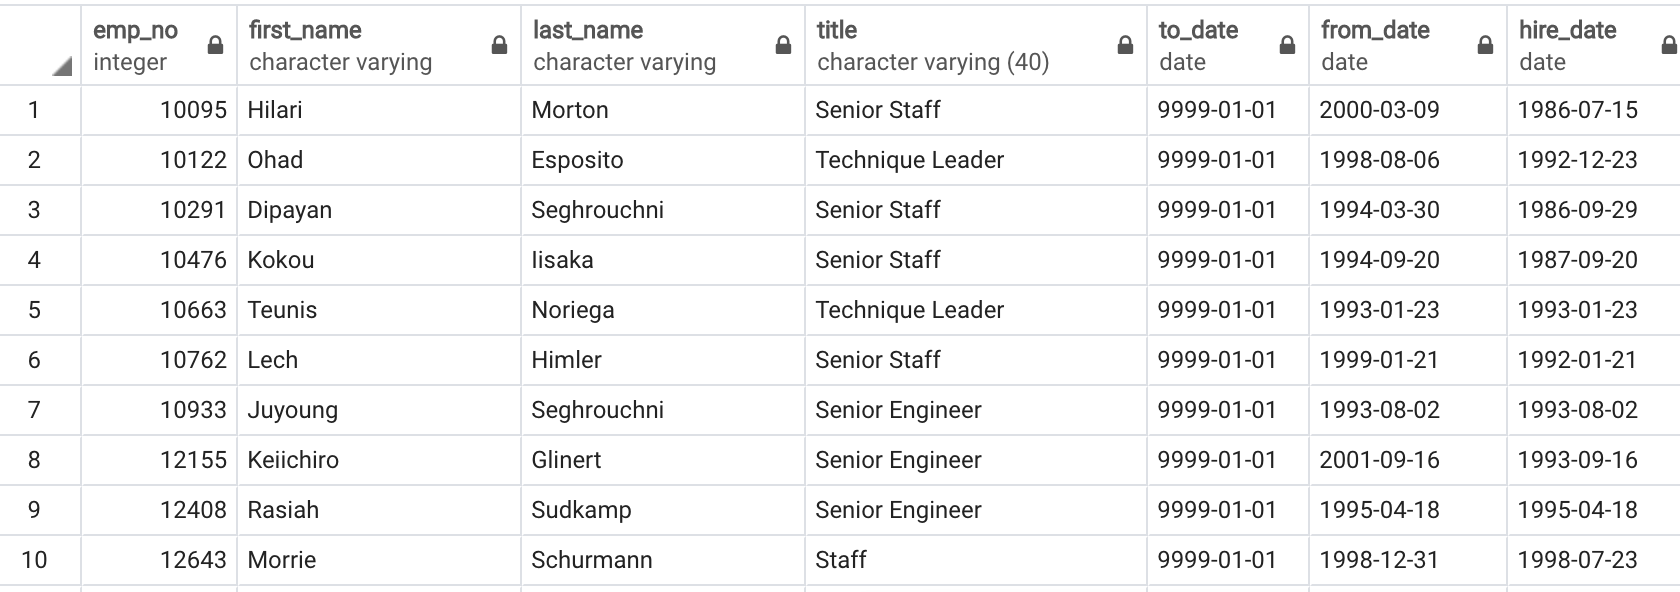 emp_no first_name last_name title to_date from_date hire_date
integer character varying character varying character varying (40) date date date
1 10095 Hilari Morton Senior Staff 9999-01-01 2000-03-09 1986-07-15
2 10122 Ohad Esposito Technique Leader 9999-01-01 1998-08-06 1992-12-23
3 10291 Dipayan Seghrouchni Senior Staff 9999-01-01 1994-03-30 1986-09-29
4 10476 Kokou Iisaka Senior Staff 9999-01-01 1994-09-20 1987-09-20
5 10663 Teunis Noriega Technique Leader 9999-01-01 1993-01-23 1993-01-23
6 10762 Lech Himler Senior Staff 9999-01-01 1999-01-21 1992-01-21
7 10933 Juyoung Seghrouchni Senior Engineer 9999-01-01 1993-08-02 1993-08-02
8 12155 Keiichiro Glinert Senior Engineer 9999-01-01 2001-09-16 1993-09-16
9 12408 Rasiah Sudkamp Senior Engineer 9999-01-01 1995-04-18 1995-04-18
10 12643 Morrie Schurmann Staff 9999-01-01 1998-12-31 1998-07-23